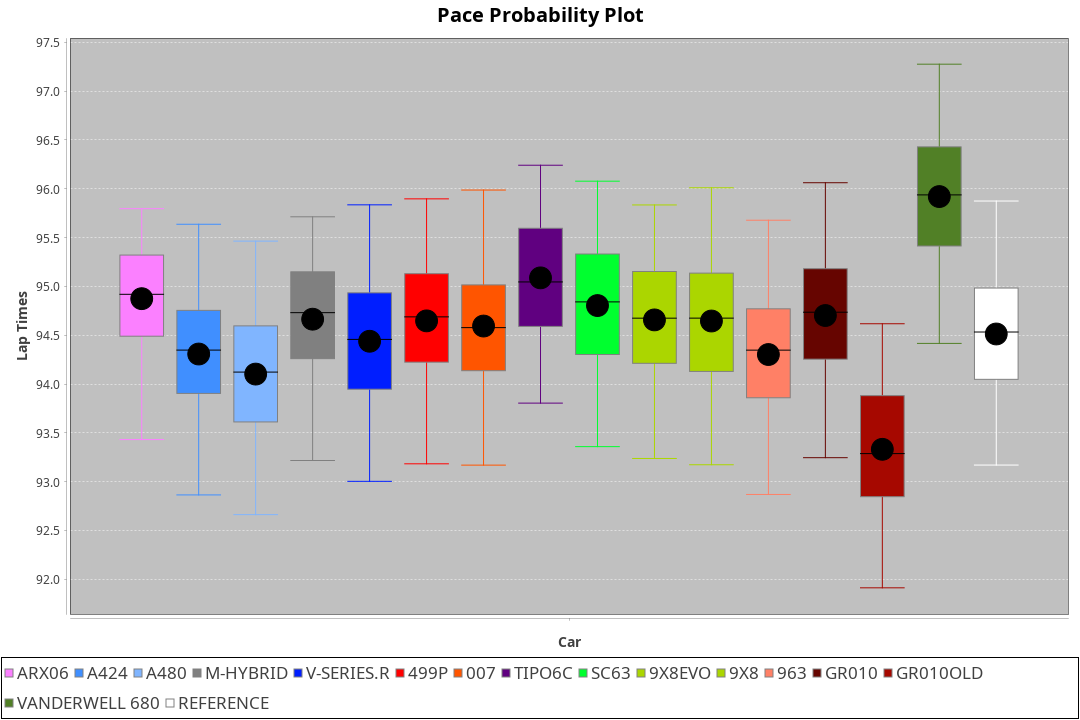 Pace Probability Plot
97.5
97.0
96.5
96.0
95.5
95.0
94.5
94.0
93.5
93.0
92.5
92.0
Lap Times
Car
ARX06 A424 A480 M-HYBRID V-SERIES.R 499P 007 TIPO6C SC63 9X8EVO 9X8 963 GR010 GR010OLD
VANDERWELL 680 REFERENCE